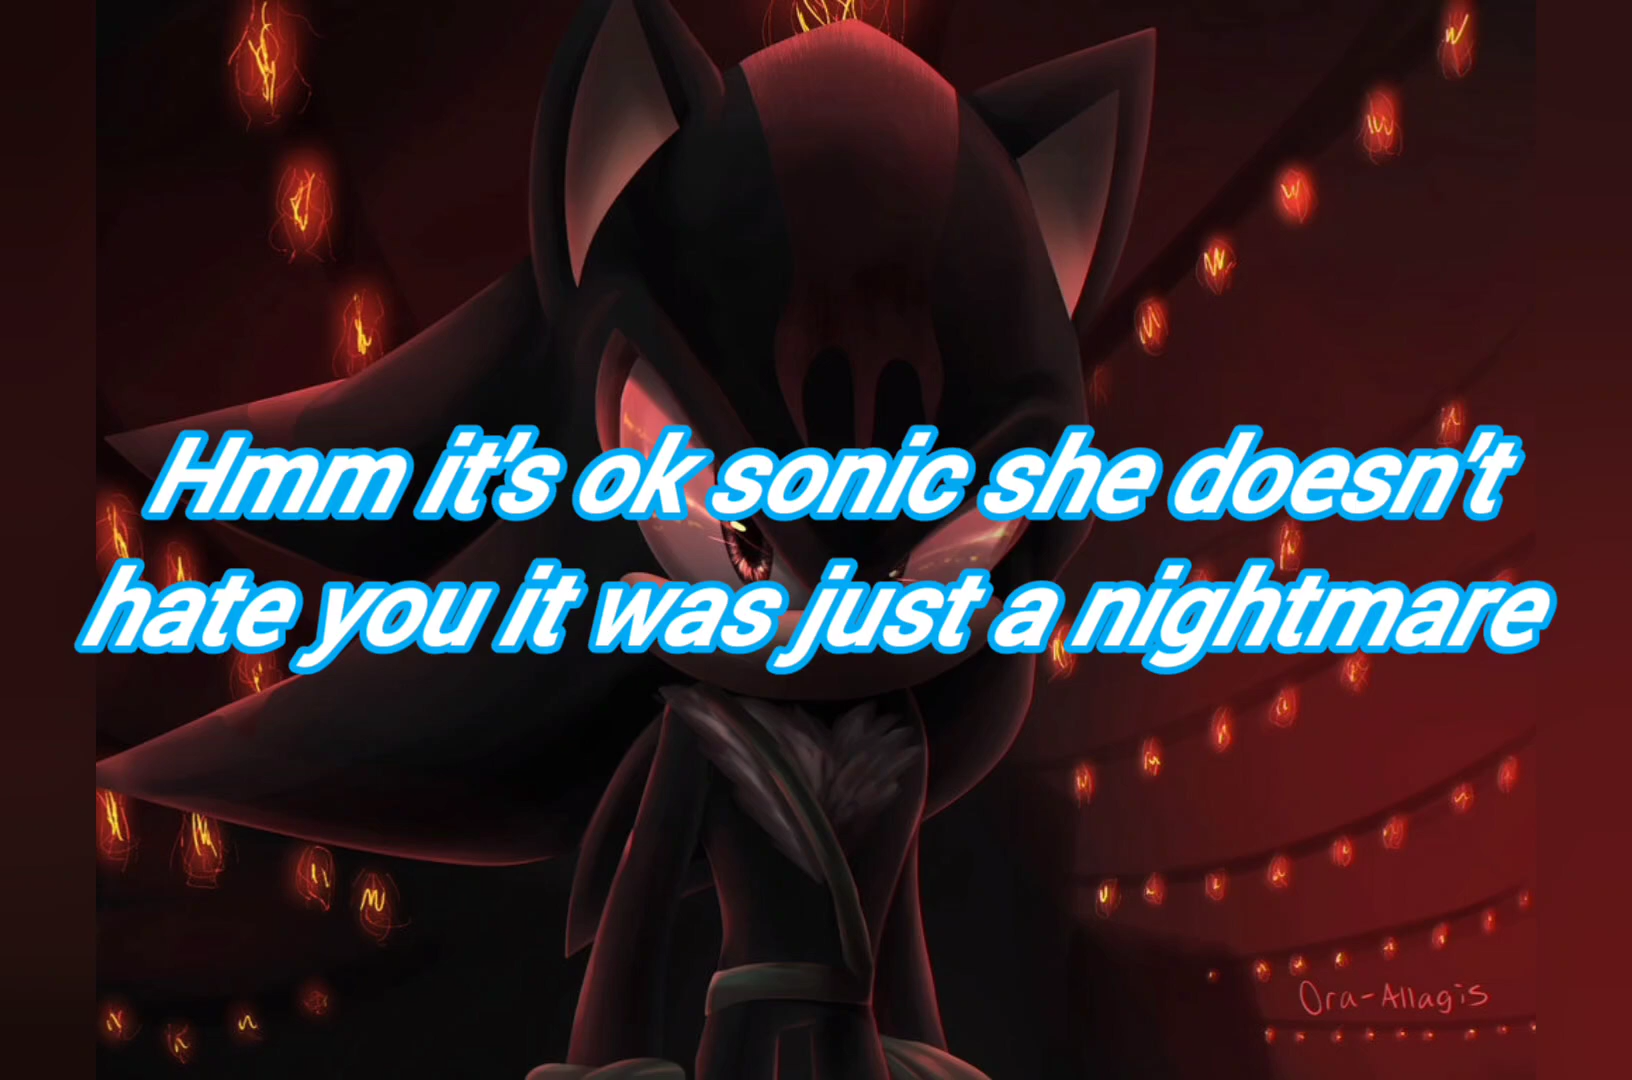 Hmm it's ok sonic she doesn't
hate you it was just a nightmare
Ora-Allagis